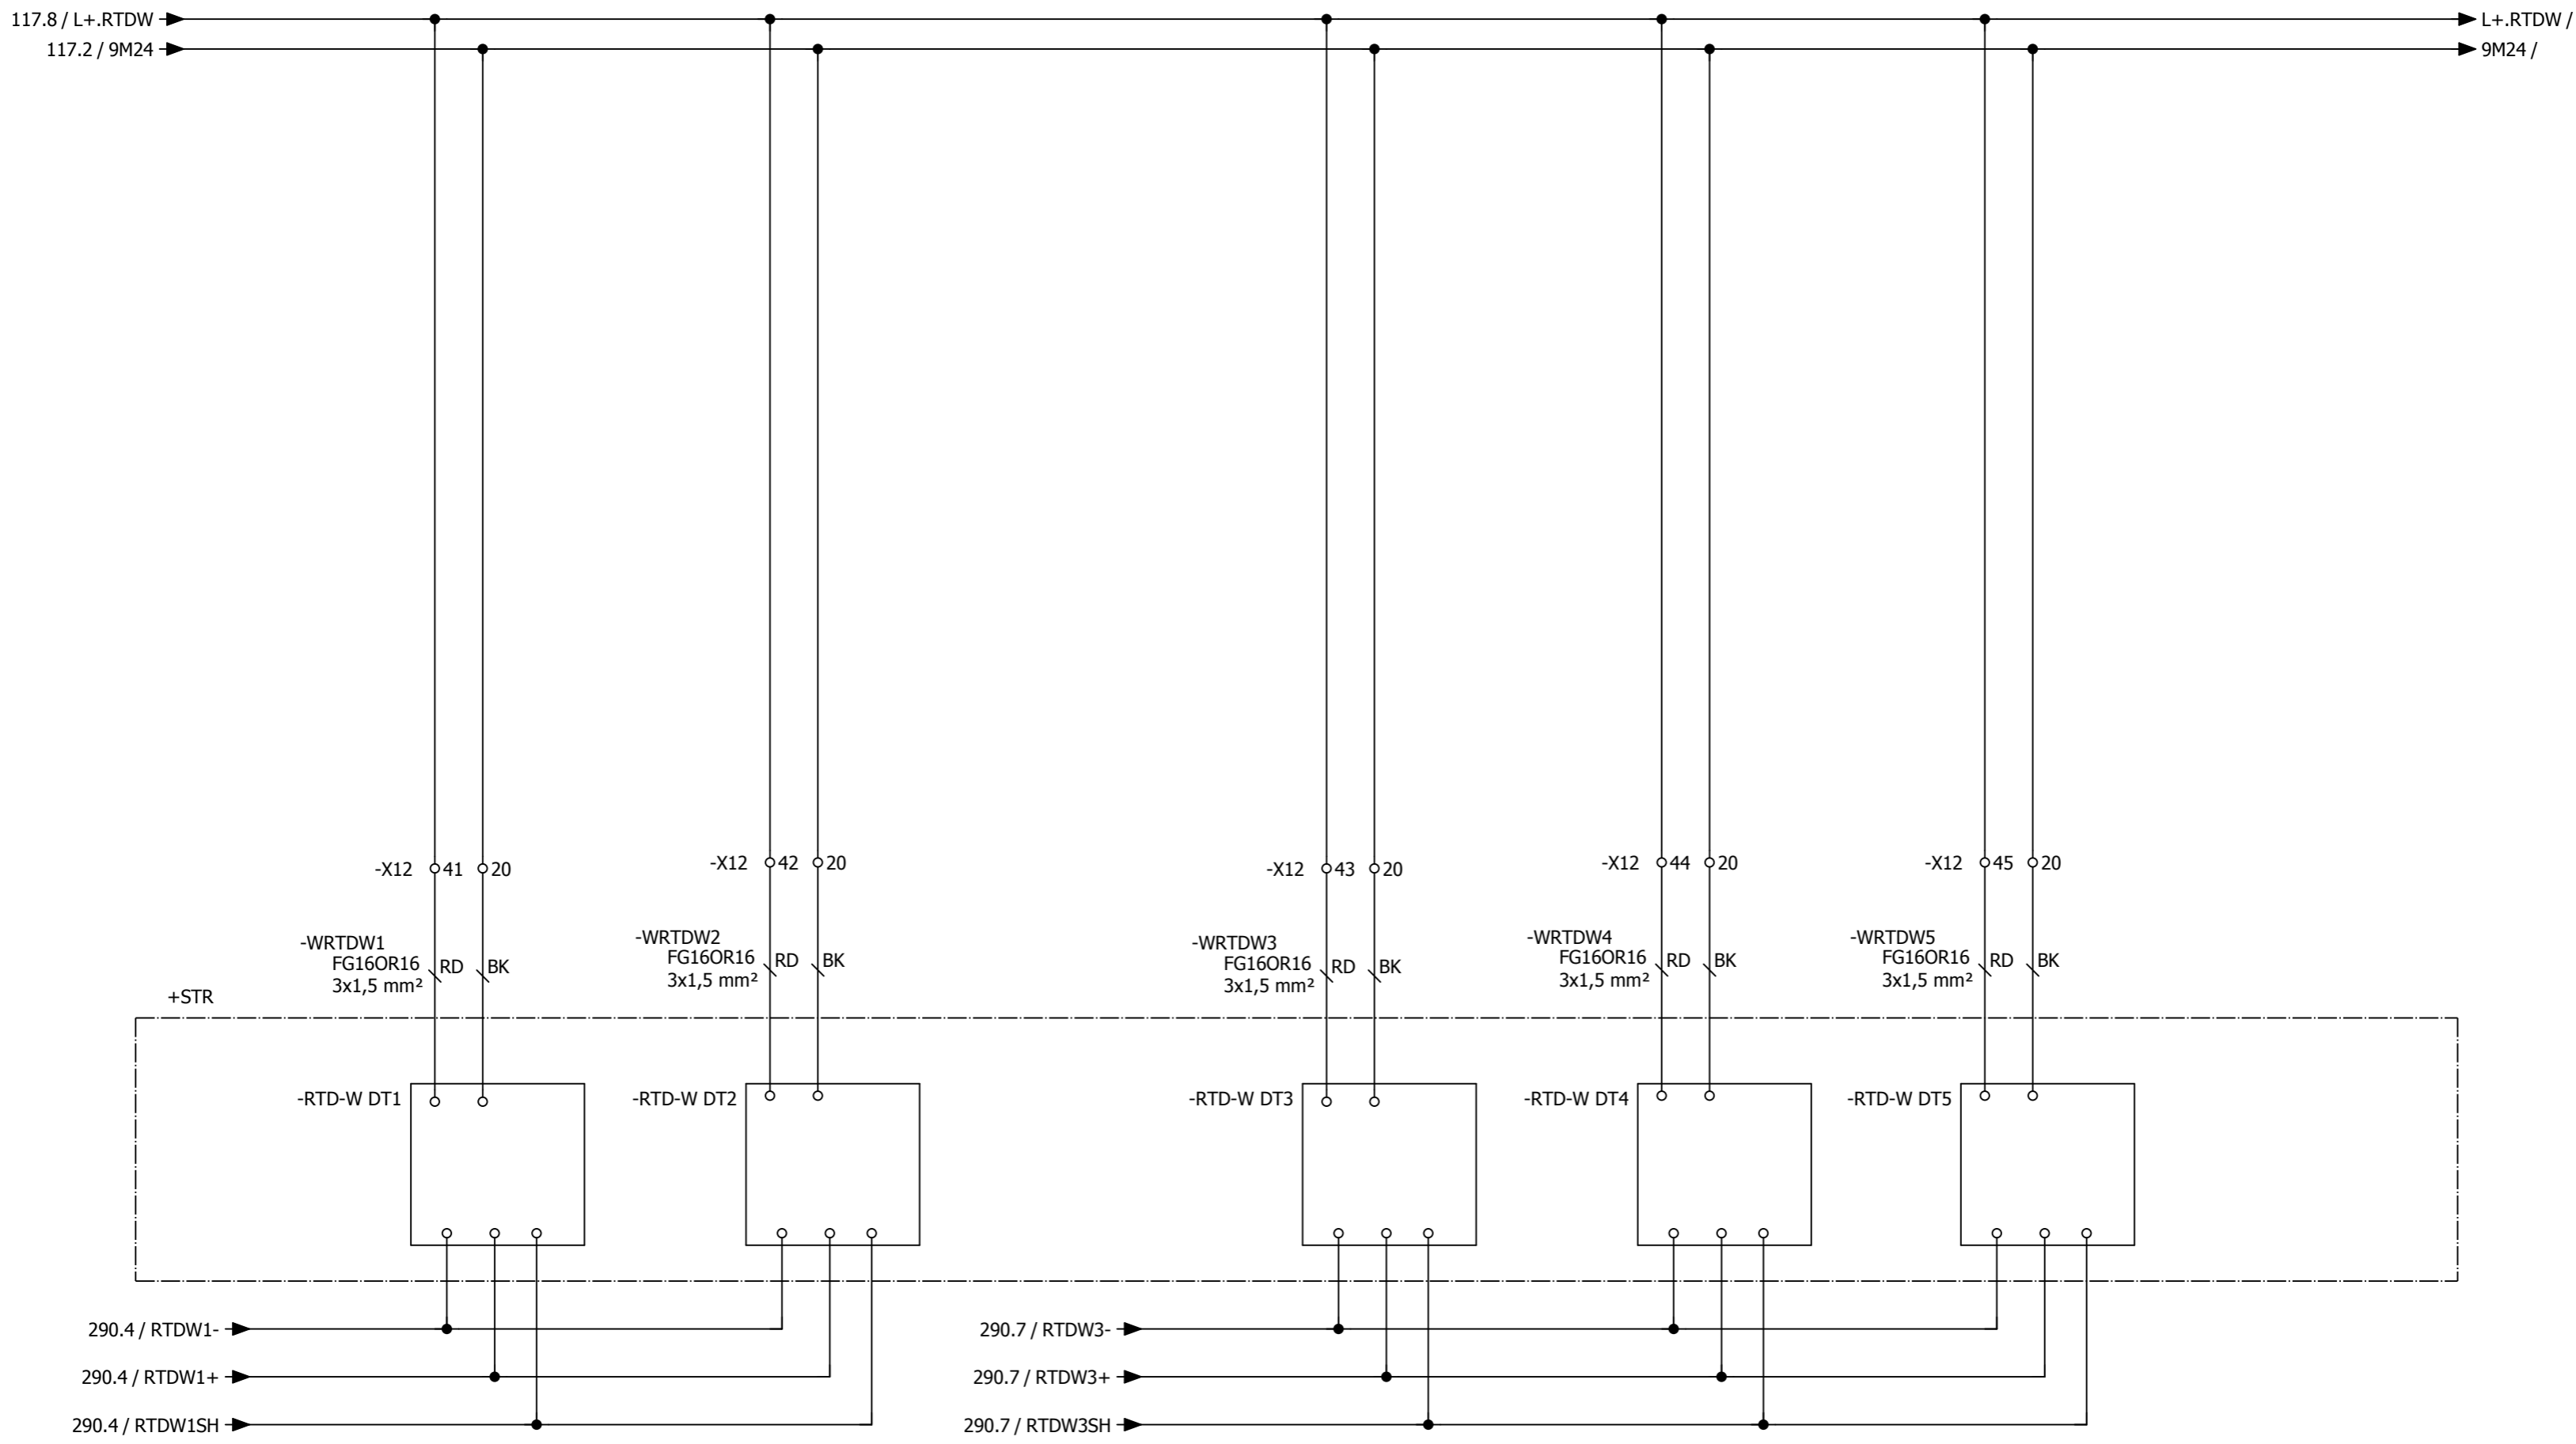 117.8 / L+.RTDW
L+.RTDW /
117.2 / 9M24
9M24 /
-X12 41 20
-X12 42 20
-X12 43 20
-X12 44 20
-X12 45 20
-WRTDW1
FG16OR16
3x1,5 mm²
RD BK
-WRTDW2
FG16OR16
3x1,5 mm²
RD BK
-WRTDW3
FG16OR16
3x1,5 mm²
RD BK
-WRTDW4
FG16OR16
3x1,5 mm²
RD BK
-WRTDW5
FG16OR16
3x1,5 mm²
RD BK
+STR
-RTD-W DT1
-RTD-W DT2
-RTD-W DT3
-RTD-W DT4
-RTD-W DT5
290.4 / RTDW1-
290.4 / RTDW1+
290.4 / RTDW1SH
290.7 / RTDW3-
290.7 / RTDW3+
290.7 / RTDW3SH